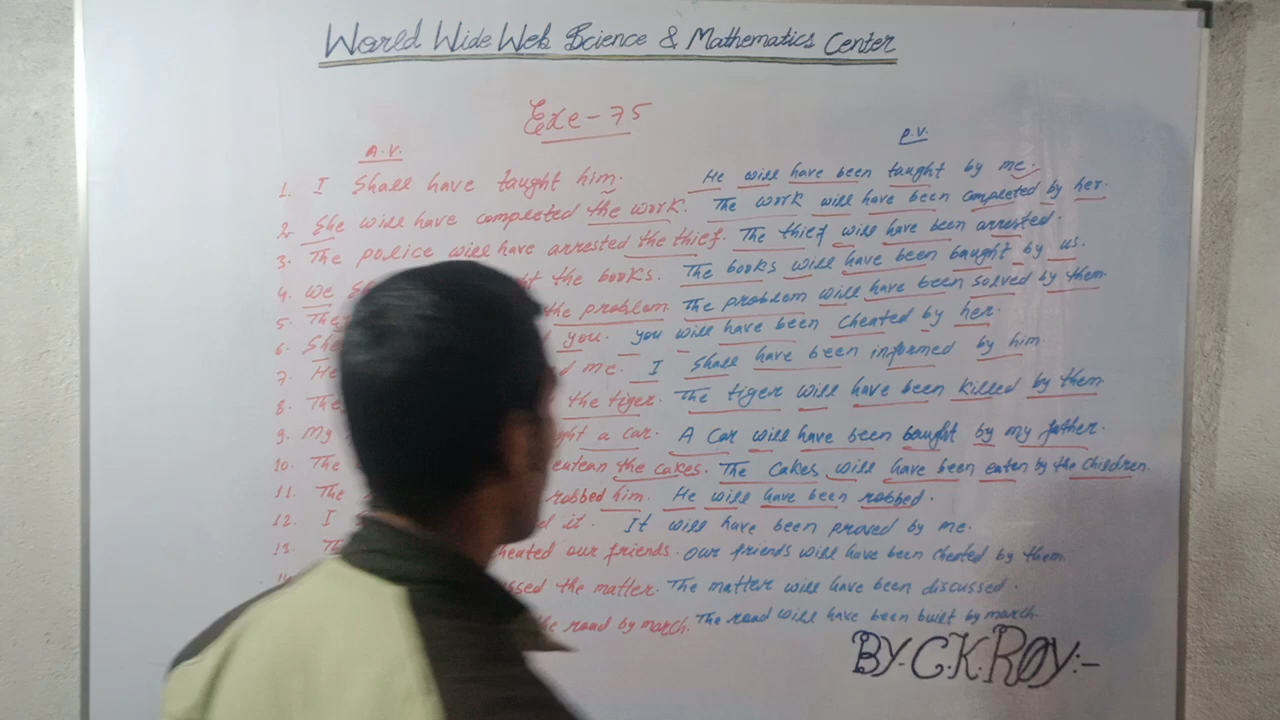 World Wide Web Science & Mathematics Center
Exe-75
A.V. P.V.
1. I Shall have taught him. He will have been taught by me.
2. She will have completed the work. The work will have been completed by her.
3. The police will have arrested the thief. The thief will have been arrested.
4. We the books. The books will have been baught by us.
5. the problem. The problem will have been solved by them.
6. She you. you will have been cheated by her.
7. He me. I Shall have been informed by him.
8. the tiger. The tiger will have been killed by them
9. My a car. A car will have been bought by my father.
10. The eatean the cakes. The cakes will have been eaten by the children.
11. The robbed him. He will have been robbed.
12. I it. It will have been proved by me.
13. our friends. our friends will have been cheated by them
the matter. The matter will have been discussed.
the road by march. The road will have been built by march.
BY-C.K.ROY:-